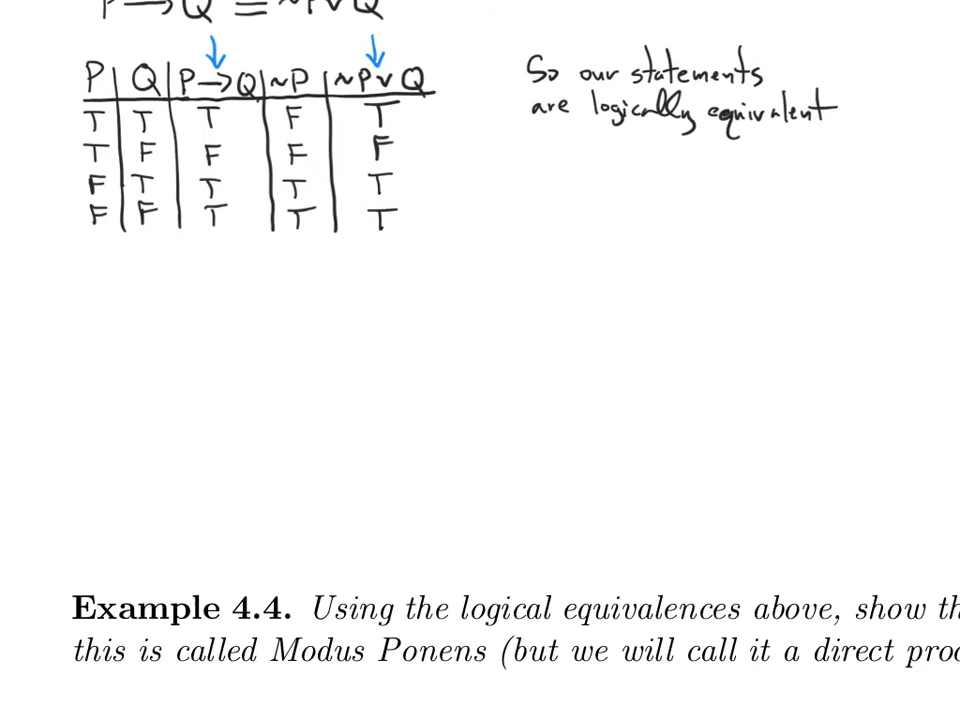 P → Q ≡ ~P ∨ Q
P Q P→Q ~P ~P∨Q
T T T F T
T F F F F
F T T T T
F F T T T
So our statements
are logically equivalent
Example 4.4. Using the logical equivalences above, show th
this is called Modus Ponens (but we will call it a direct proo